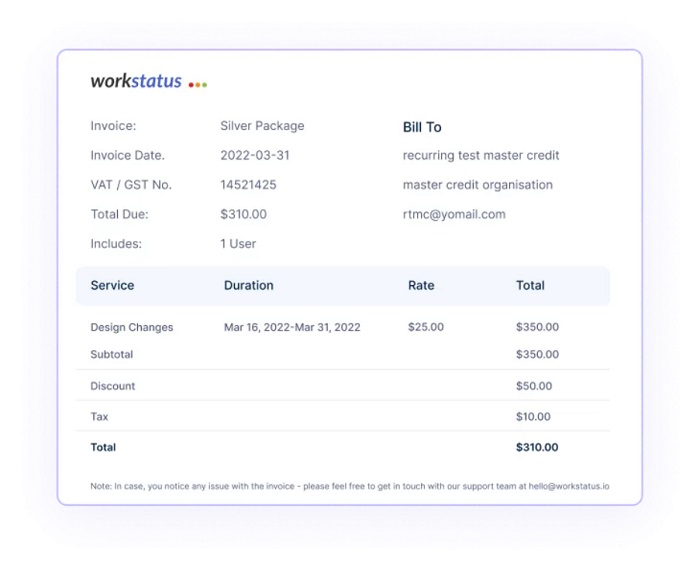 workstatus
Invoice: Silver Package Bill To
Invoice Date. 2022-03-31 recurring test master credit
VAT / GST No. 14521425 master credit organisation
Total Due: $310.00 rtmc@yomail.com
Includes: 1 User
Service Duration Rate Total
Design Changes Mar 16, 2022-Mar 31, 2022 $25.00 $350.00
Subtotal $350.00
Discount $50.00
Tax $10.00
Total $310.00
Note: In case, you notice any issue with the invoice - please feel free to get in touch with our support team at hello@workstatus.io